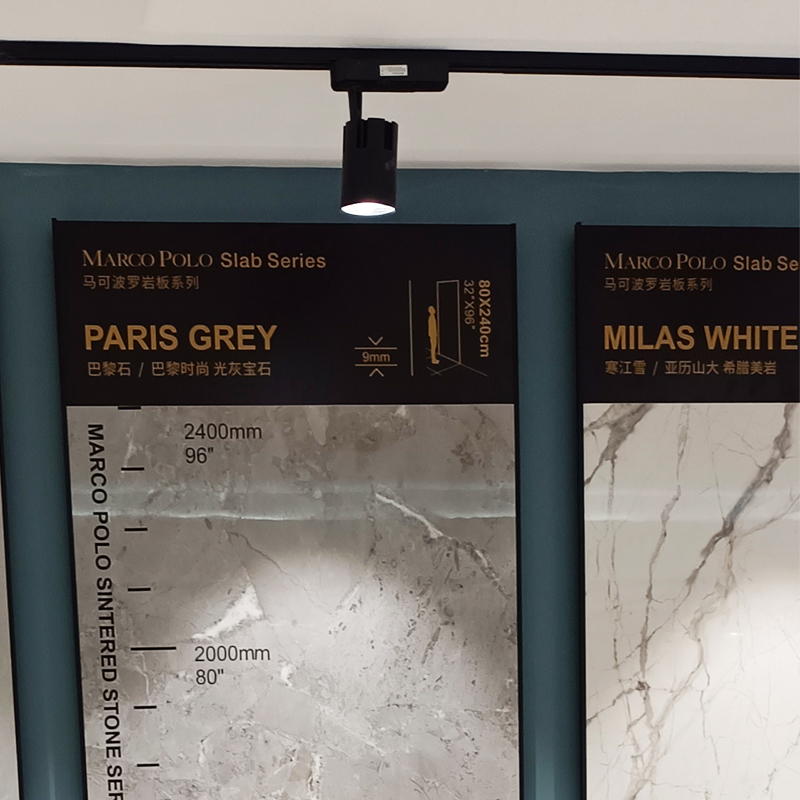 MARCO POLO Slab Series
马可波罗岩板系列
PARIS GREY
巴黎石 / 巴黎时尚 光灰宝石
9mm
80X240cm
32"X96"
2400mm
96"
2000mm
80"
MARCO POLO SINTERED STONE SER
MARCO POLO Slab Se
马可波罗岩板系列
MILAS WHITE
寒江雪 / 亚历山大 希腊美岩